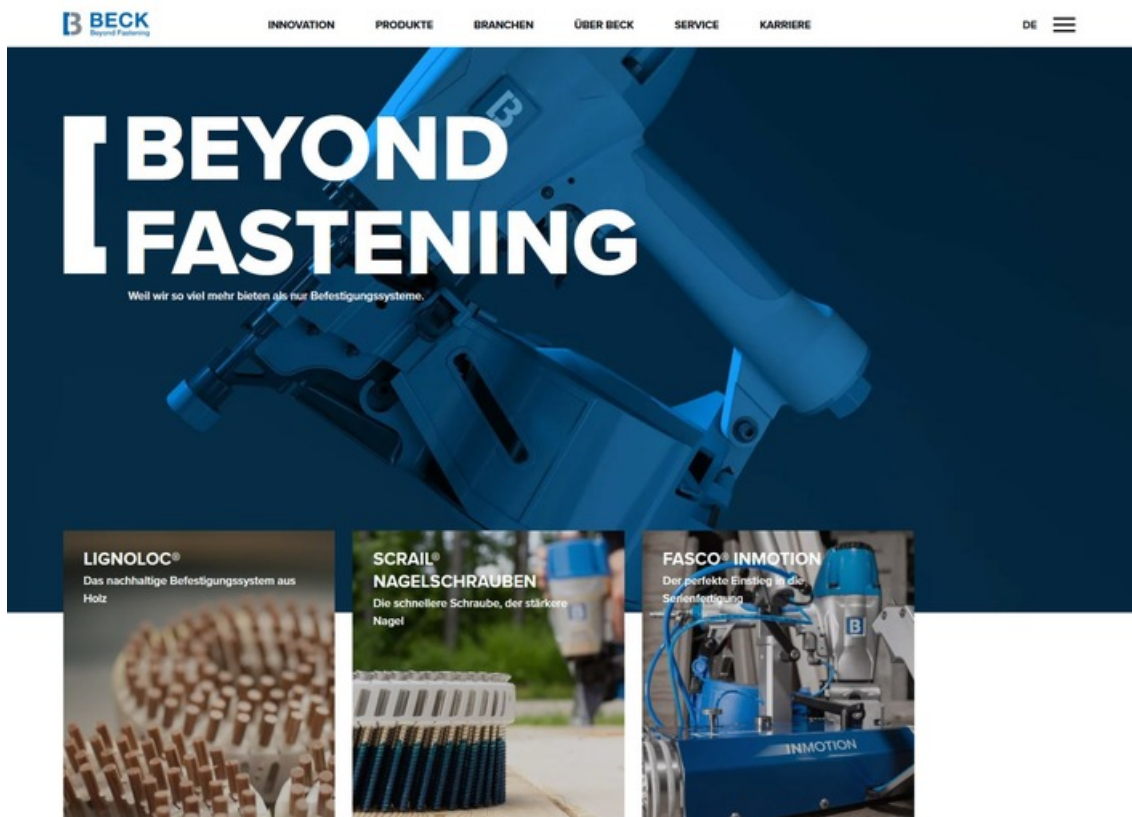 BECK
Beyond Fastening
INNOVATION
PRODUKTE
BRANCHEN
ÜBER BECK
SERVICE
KARRIERE
DE
BEYOND
FASTENING
Weil wir so viel mehr bieten als nur Befestigungssysteme.
LIGNOLOC®
Das nachhaltige Befestigungssystem aus
Holz
SCRAIL®
NAGELSCHRAUBEN
Die schnellere Schraube, der stärkere
Nagel
FASCO® INMOTION
Der perfekte Einstieg in die
Serienfertigung
INMOTION